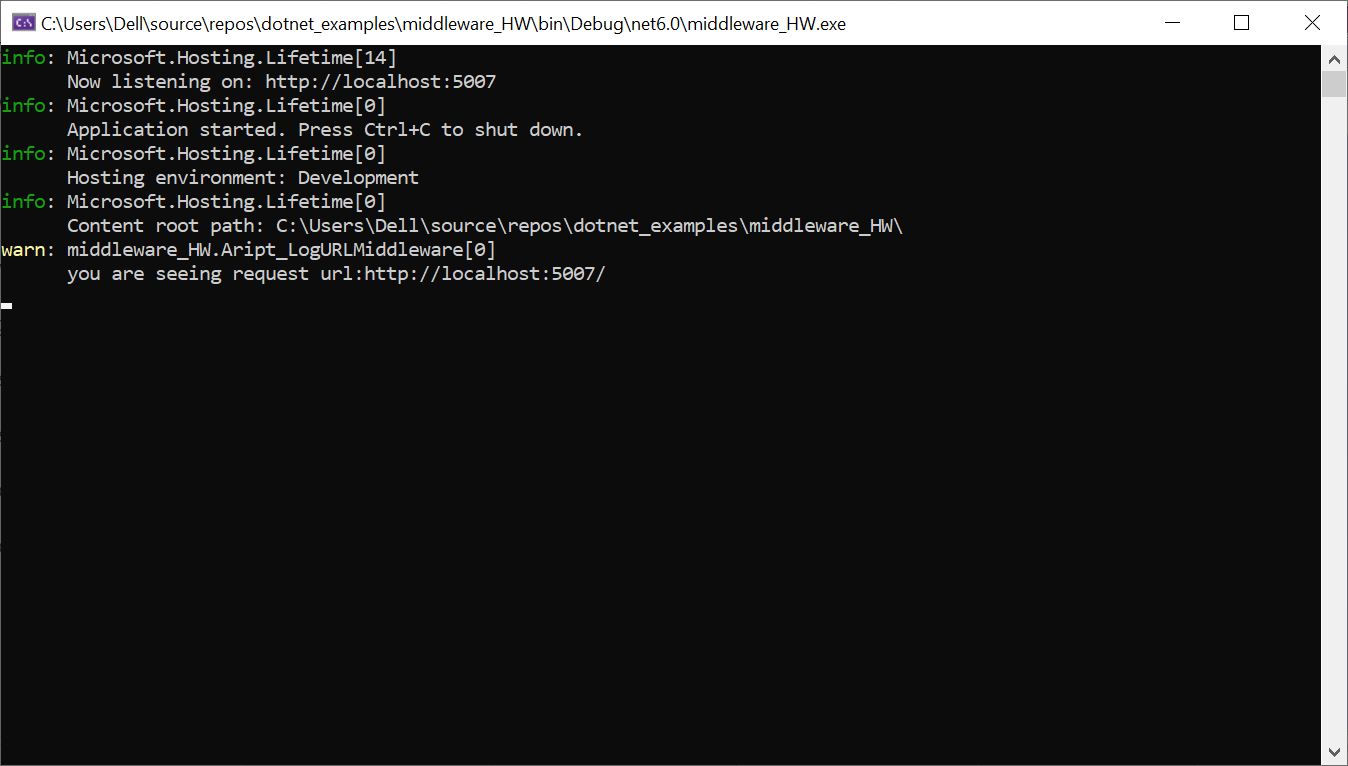 C:\Users\Dell\source\repos\dotnet_examples\middleware_HW\bin\Debug\net6.0\middleware_HW.exe
info: Microsoft.Hosting.Lifetime[14]
Now listening on: http://localhost:5007
info: Microsoft.Hosting.Lifetime[0]
Application started. Press Ctrl+C to shut down.
info: Microsoft.Hosting.Lifetime[0]
Hosting environment: Development
info: Microsoft.Hosting.Lifetime[0]
Content root path: C:\Users\Dell\source\repos\dotnet_examples\middleware_HW\
warn: middleware_HW.Aript_LogURLMiddleware[0]
you are seeing request url:http://localhost:5007/